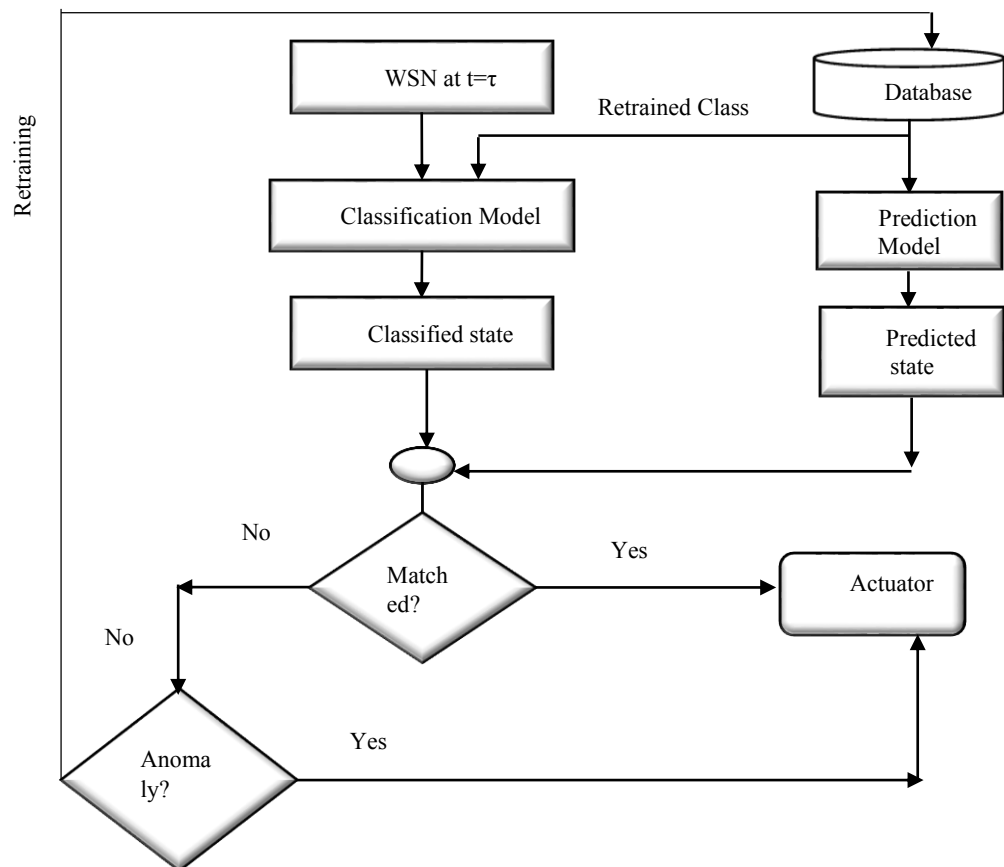 WSN at t=τ
Database
Retrained Class
Retraining
Classification Model
Prediction
Model
Classified state
Predicted
state
No
Yes
Match
ed?
Actuator
No
Yes
Anoma
ly?